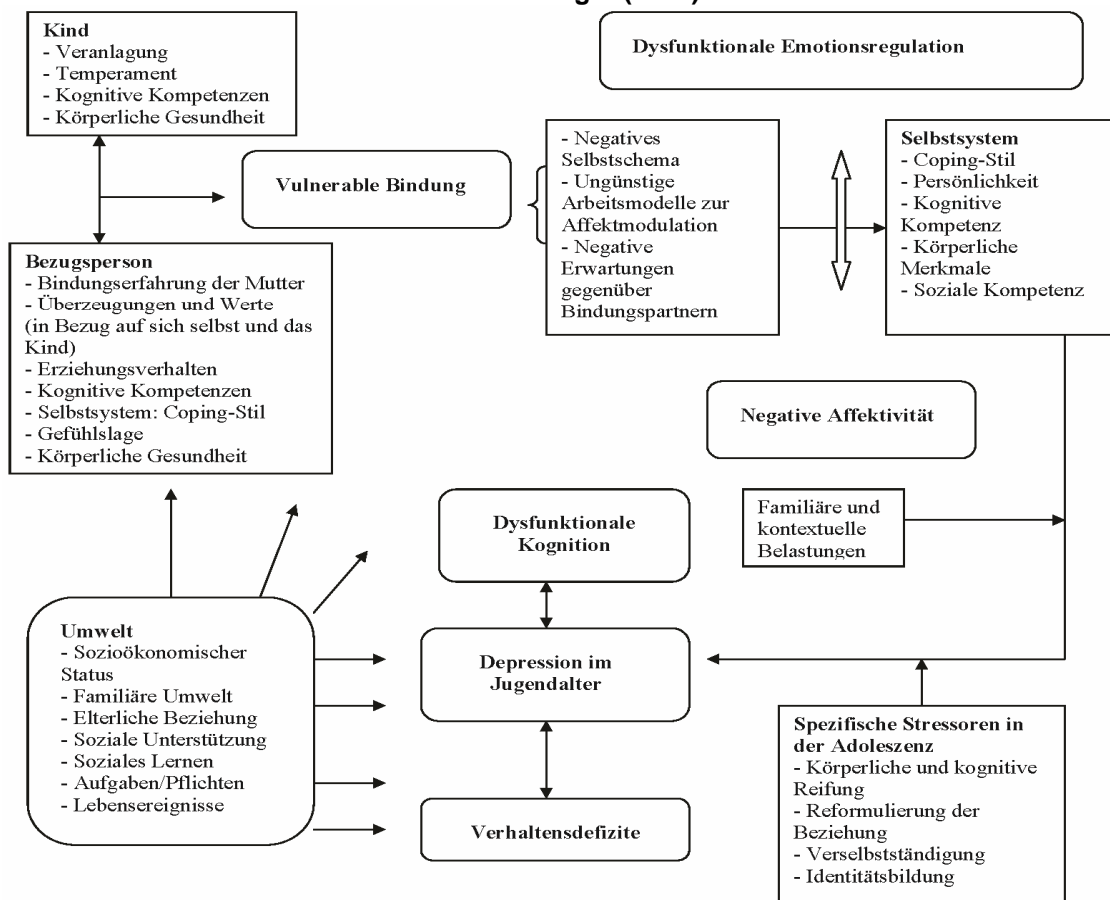 Kind
- Veranlagung
- Temperament
- Kognitive Kompetenzen
- Körperliche Gesundheit
Dysfunktionale Emotionsregulation
Vulnerable Bindung
- Negatives
Selbstschema
- Ungünstige
Arbeitsmodelle zur
Affektmodulation
- Negative
Erwartungen
gegenüber
Bindungspartnern
Selbstsystem
- Coping-Stil
- Persönlichkeit
- Kognitive
Kompetenz
- Körperliche
Merkmale
- Soziale Kompetenz
Bezugsperson
- Bindungserfahrung der Mutter
- Überzeugungen und Werte
(in Bezug auf sich selbst und das
Kind)
- Erziehungsverhalten
- Kognitive Kompetenzen
- Selbstsystem: Coping-Stil
- Gefühlslage
- Körperliche Gesundheit
Negative Affektivität
Familiäre und
kontextuelle
Belastungen
Dysfunktionale
Kognition
Umwelt
- Sozioökonomischer
Status
- Familiäre Umwelt
- Elterliche Beziehung
- Soziale Unterstützung
- Soziales Lernen
- Aufgaben/Pflichten
- Lebensereignisse
Depression im
Jugendalter
Verhaltensdefizite
Spezifische Stressoren in
der Adoleszenz
- Körperliche und kognitive
Reifung
- Reformulierung der
Beziehung
- Verselbstständigung
- Identitätsbildung